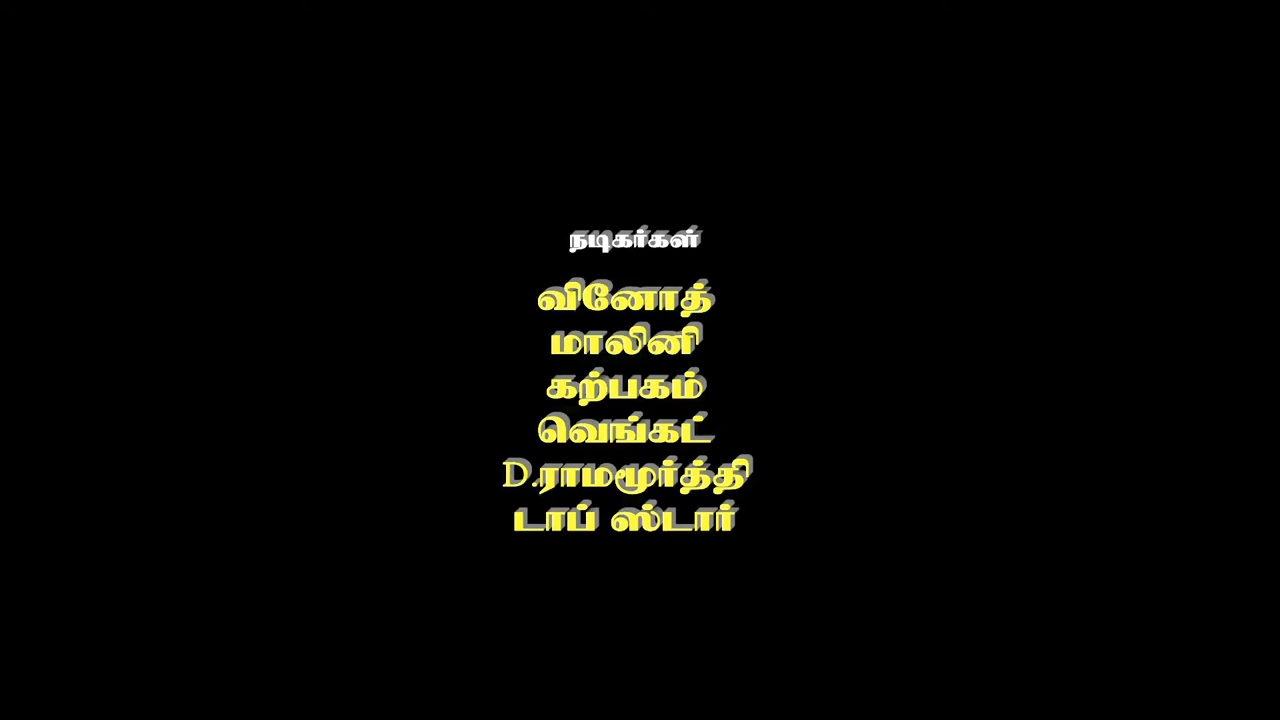 நடிகர்கள்
வினோத்
மாலினி
கற்பகம்
வெங்கட்
D.ராமமூர்த்தி
டாப் ஸ்டார்